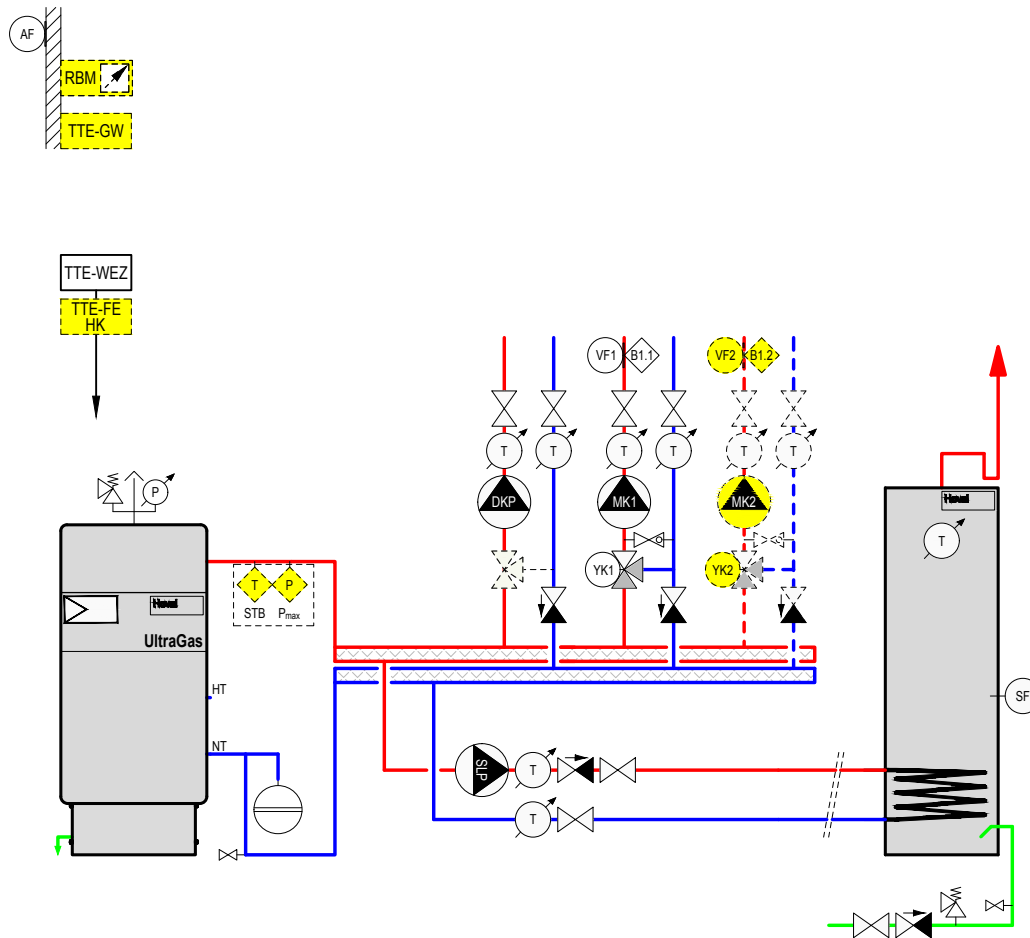 AF
RBM
TTE-GW
TTE-WEZ
TTE-FE
HK
VF1
B1.1
VF2
B1.2
T
T
T
T
T
T
DKP
MK1
MK2
P
YK1
YK2
T
T
P
STB
Pmax
Hoval
Hoval
UltraGas
HT
NT
SF
SLP
T
T